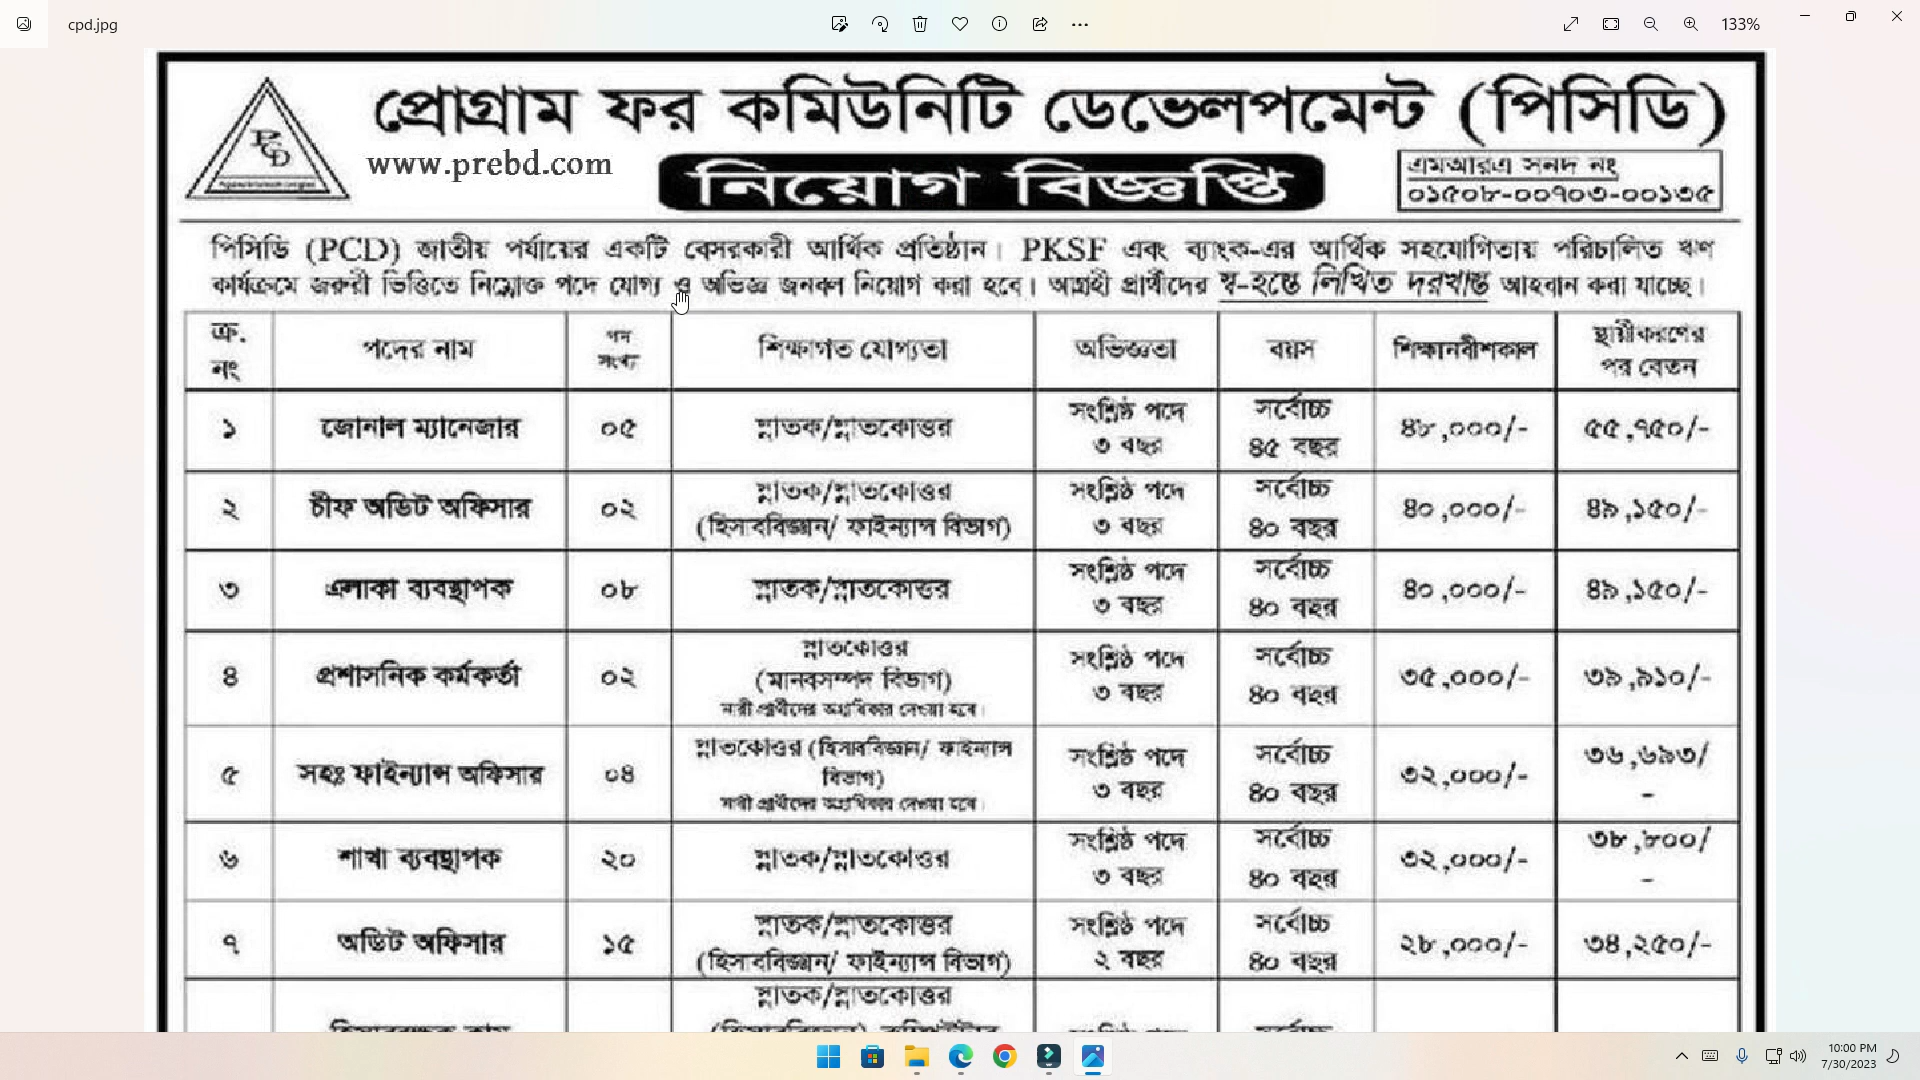 cpd.jpg
133%
প্রোগ্রাম ফর কমিউনিটি ডেভেলপমেন্ট (পিসিডি)
PCD
www.prebd.com
নিয়োগ বিজ্ঞপ্তি
এমআরএ সনদ নং
০১৫০৮-০০৭০৩-০০১৩৫
পিসিডি (PCD) জাতীয় পর্যায়ের একটি বেসরকারী আর্থিক প্রতিষ্ঠান। PKSF এবং ব্যাংক-এর আর্থিক সহযোগিতায় পরিচালিত ঋণ
কার্যক্রমে জরুরী ভিত্তিতে নিম্নোক্ত পদে যোগ্য ও অভিজ্ঞ জনবল নিয়োগ করা হবে। আগ্রহী প্রার্থীদের স্ব-হস্তে লিখিত দরখাস্ত আহবান করা যাচ্ছে।
ক্র. নং পদের নাম পদ সংখ্যা শিক্ষাগত যোগ্যতা অভিজ্ঞতা বয়স শিক্ষানবীশকাল স্থায়ীকরণের পর বেতন
১ জোনাল ম্যানেজার ০৫ স্নাতক/স্নাতকোত্তর সংশ্লিষ্ঠ পদে ৩ বছর সর্বোচ্চ ৪৫ বছর ৪৮,০০০/- ৫৫,৭৫০/-
২ চীফ অডিট অফিসার ০২ স্নাতক/স্নাতকোত্তর (হিসাববিজ্ঞান/ ফাইন্যান্স বিভাগ) সংশ্লিষ্ঠ পদে ৩ বছর সর্বোচ্চ ৪০ বছর ৪০,০০০/- ৪৯,১৫০/-
৩ এলাকা ব্যবস্থাপক ০৮ স্নাতক/স্নাতকোত্তর সংশ্লিষ্ঠ পদে ৩ বছর সর্বোচ্চ ৪০ বছর ৪০,০০০/- ৪৯,১৫০/-
৪ প্রশাসনিক কর্মকর্তা ০২ স্নাতকোত্তর (মানবসম্পদ বিভাগ) নারী প্রার্থীদের অগ্রাধিকার দেওয়া হবে। সংশ্লিষ্ঠ পদে ৩ বছর সর্বোচ্চ ৪০ বছর ৩৫,০০০/- ৩৯,৯১০/-
৫ সহঃ ফাইন্যান্স অফিসার ০৪ স্নাতকোত্তর (হিসাববিজ্ঞান/ ফাইন্যান্স বিভাগ) নারী প্রার্থীদের অগ্রাধিকার দেওয়া হবে। সংশ্লিষ্ঠ পদে ৩ বছর সর্বোচ্চ ৪০ বছর ৩২,০০০/- ৩৬,৬৯৩/-
৬ শাখা ব্যবস্থাপক ২০ স্নাতক/স্নাতকোত্তর সংশ্লিষ্ঠ পদে ৩ বছর সর্বোচ্চ ৪০ বছর ৩২,০০০/- ৩৮,৮০০/-
৭ অডিট অফিসার ১৫ স্নাতক/স্নাতকোত্তর (হিসাববিজ্ঞান/ ফাইন্যান্স বিভাগ) সংশ্লিষ্ঠ পদে ২ বছর সর্বোচ্চ ৪০ বছর ২৮,০০০/- ৩৪,২৫০/-
স্নাতক/স্নাতকোত্তর
10:00 PM
7/30/2023